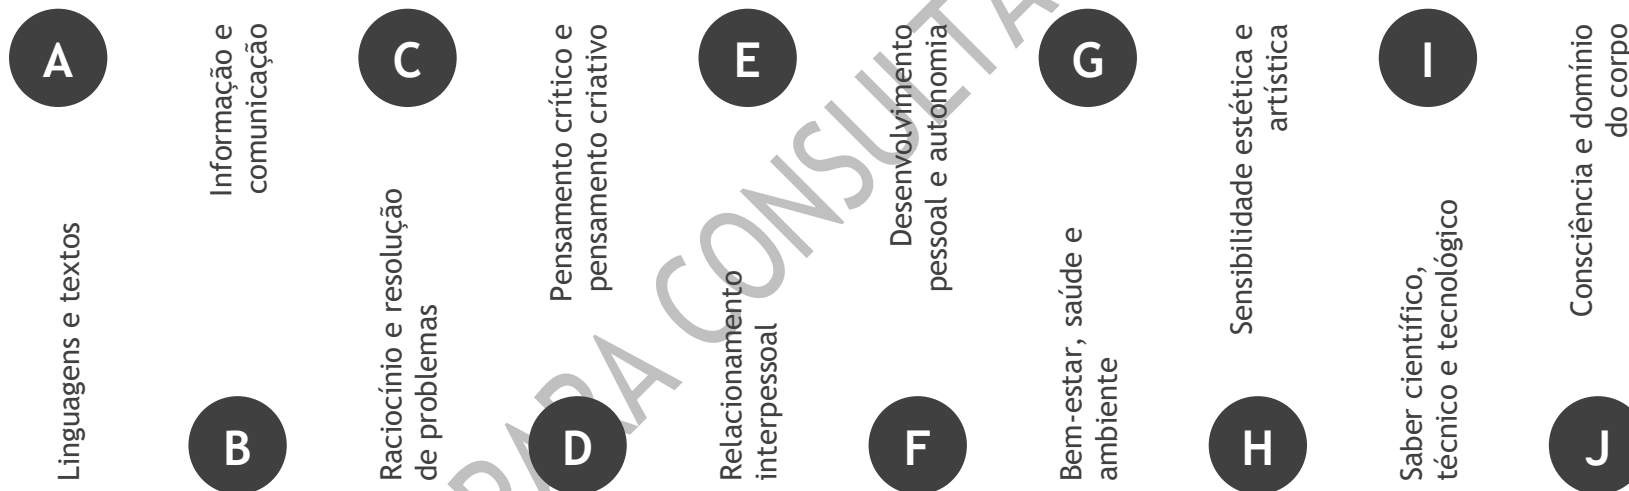 A
Linguagens e textos
Informação e
comunicação
B
C
Raciocínio e resolução
de problemas
Pensamento crítico e
pensamento criativo
D
E
Relacionamento
interpessoal
Desenvolvimento
pessoal e autonomia
F
G
Bem-estar, saúde e
ambiente
Sensibilidade estética e
artística
H
I
Saber científico,
técnico e tecnológico
Consciência e domínio
do corpo
J
PARA CONSULTA